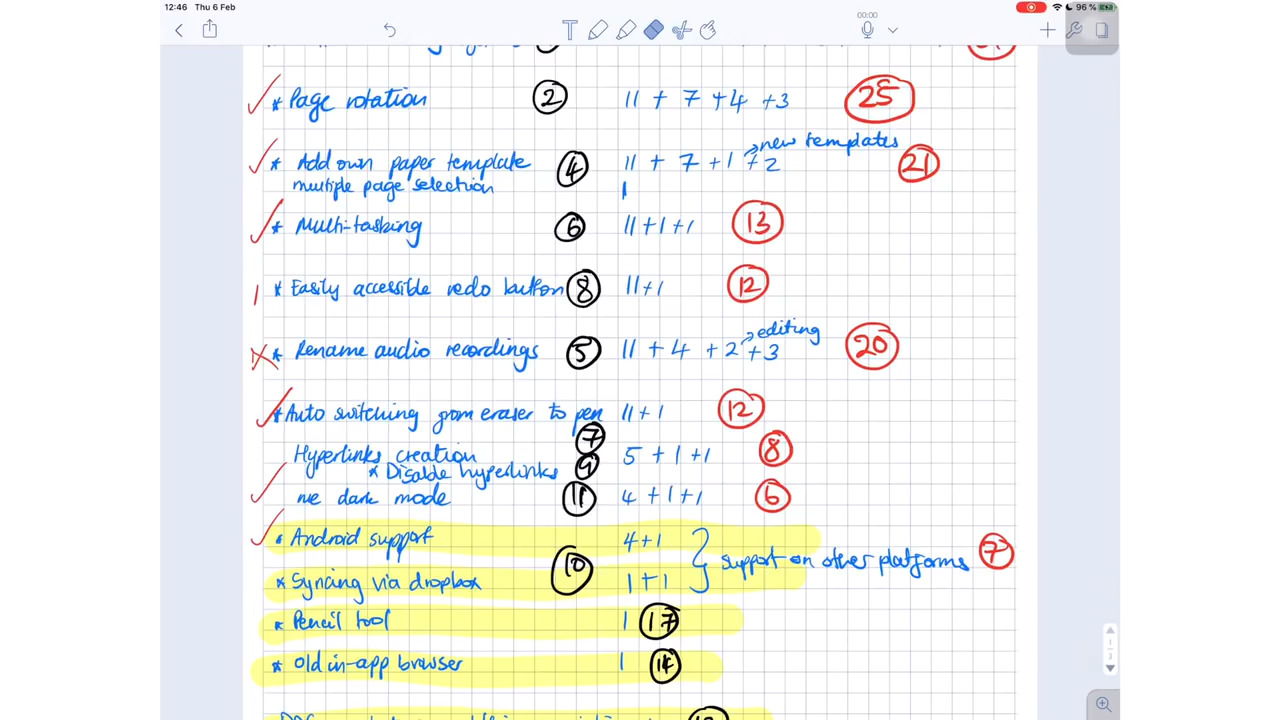 12:46 Thu 6 Feb 96 %
00:00
* Page rotation 2 11 + 7 +4 +3 25
new templates
* Add own paper template 4 11 + 7 +1 +2 21
multiple page selection 1
* Multi-tasking 6 11+1+1 13
* Easily accessible redo button 8 11+1 12
editing
* Rename audio recordings 5 11 + 4 + 2 +3 20
* Auto switching from eraser to pen 11+1 12
7
Hyperlinks creation 5 + 1 +1 8
* Disable hyperlinks 9
me dark mode 11 4 +1+1 6
* Android support 4+1
10 support on other platforms 7
* Syncing via dropbox 1+1
* Pencil tool 1 17
* Old in-app browser 1 14
1
3